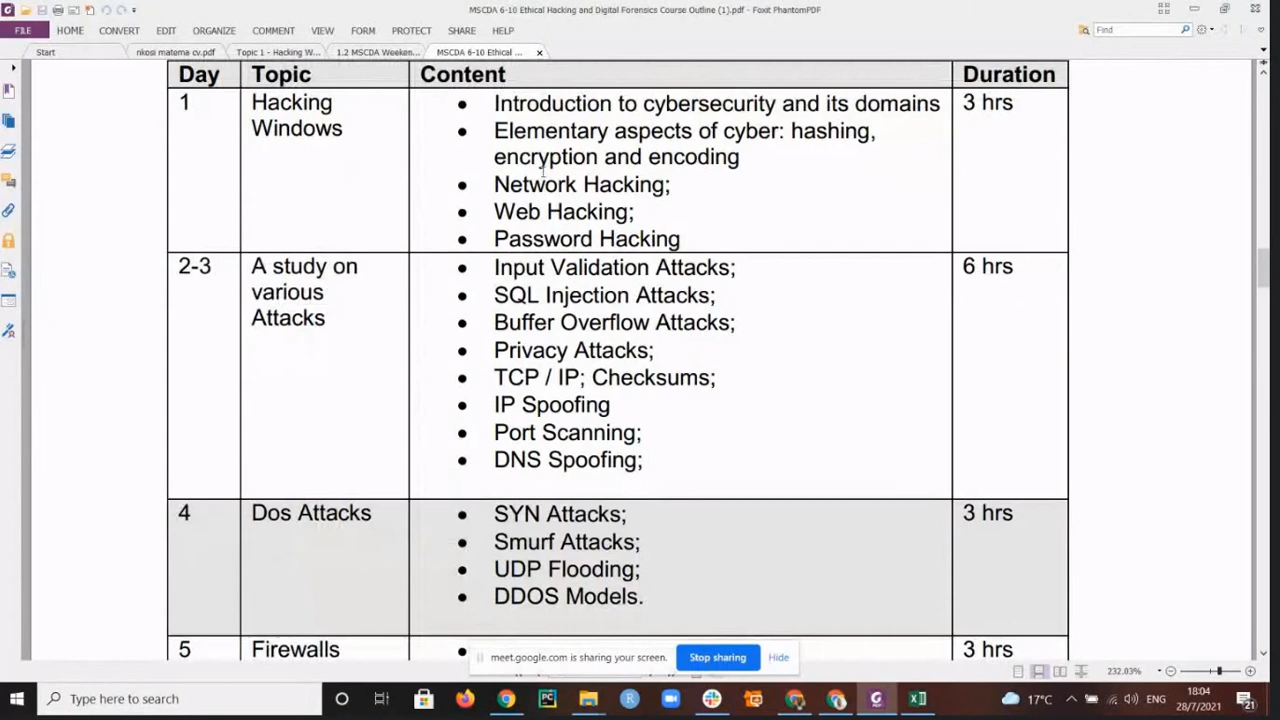 MSCDA 6-10 Ethical Hacking and Digital Forensics Course Outline (1).pdf - Foxit PhantomPDF
FILE HOME CONVERT EDIT ORGANIZE COMMENT VIEW FORM PROTECT SHARE HELP
Find
Start nkosi matema cv.pdf Topic 1 - Hacking W... 1.2 MSCDA Weeken... MSCDA 6-10 Ethical ...
Day Topic Content Duration
1 Hacking Windows
• Introduction to cybersecurity and its domains 3 hrs
• Elementary aspects of cyber: hashing,
encryption and encoding
• Network Hacking;
• Web Hacking;
• Password Hacking
2-3 A study on various Attacks
• Input Validation Attacks; 6 hrs
• SQL Injection Attacks;
• Buffer Overflow Attacks;
• Privacy Attacks;
• TCP / IP; Checksums;
• IP Spoofing
• Port Scanning;
• DNS Spoofing;
4 Dos Attacks
• SYN Attacks; 3 hrs
• Smurf Attacks;
• UDP Flooding;
• DDOS Models.
5 Firewalls 3 hrs
meet.google.com is sharing your screen. Stop sharing Hide
232.03%
Type here to search
17°C ENG
18:04
28/7/2021
21